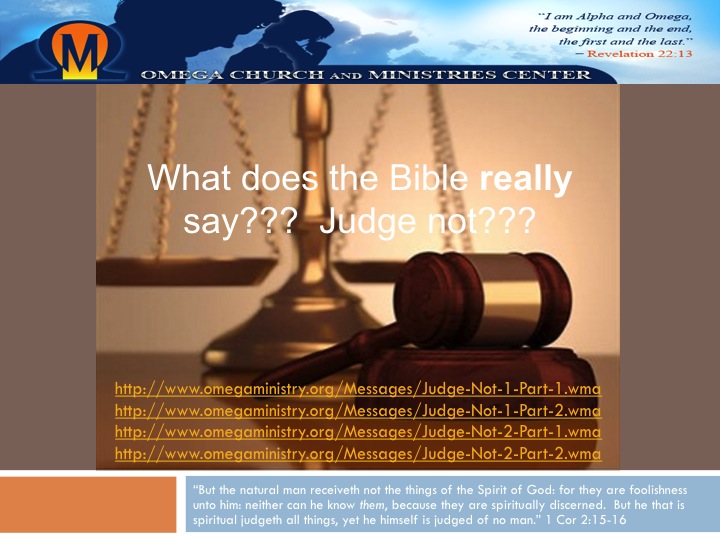 "I am Alpha and Omega,
the beginning and the end,
the first and the last."
– Revelation 22:13
M
OMEGA CHURCH AND MINISTRIES CENTER
What does the Bible really
say??? Judge not???
http://www.omegaministry.org/Messages/Judge-Not-1-Part-1.wma
http://www.omegaministry.org/Messages/Judge-Not-1-Part-2.wma
http://www.omegaministry.org/Messages/Judge-Not-2-Part-1.wma
http://www.omegaministry.org/Messages/Judge-Not-2-Part-2.wma
"But the natural man receiveth not the things of the Spirit of God: for they are foolishness
unto him: neither can he know them, because they are spiritually discerned. But he that is
spiritual judgeth all things, yet he himself is judged of no man." 1 Cor 2:15-16